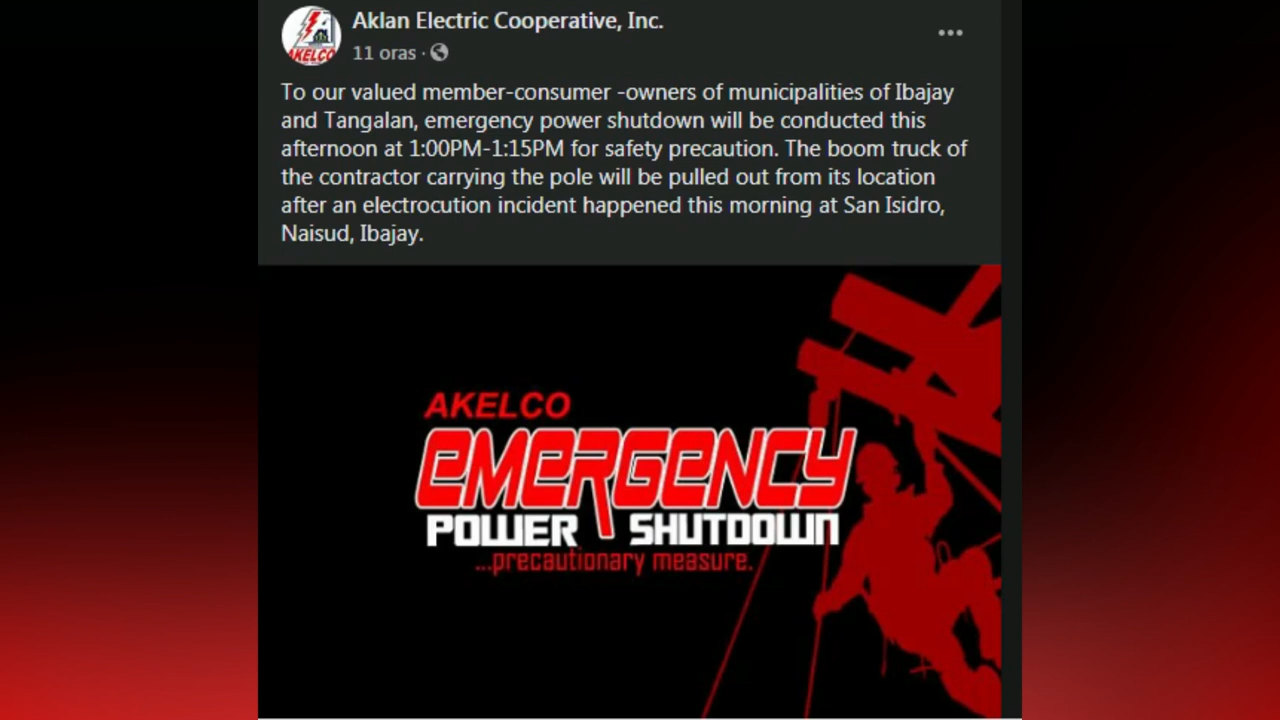 Aklan Electric Cooperative, Inc.
11 oras ·
To our valued member-consumer -owners of municipalities of Ibajay
and Tangalan, emergency power shutdown will be conducted this
afternoon at 1:00PM-1:15PM for safety precaution. The boom truck of
the contractor carrying the pole will be pulled out from its location
after an electrocution incident happened this morning at San Isidro,
Naisud, Ibajay.
AKELCO
AKELCO
EMERGENCY
POWER SHUTDOWN
...precautionary measure.